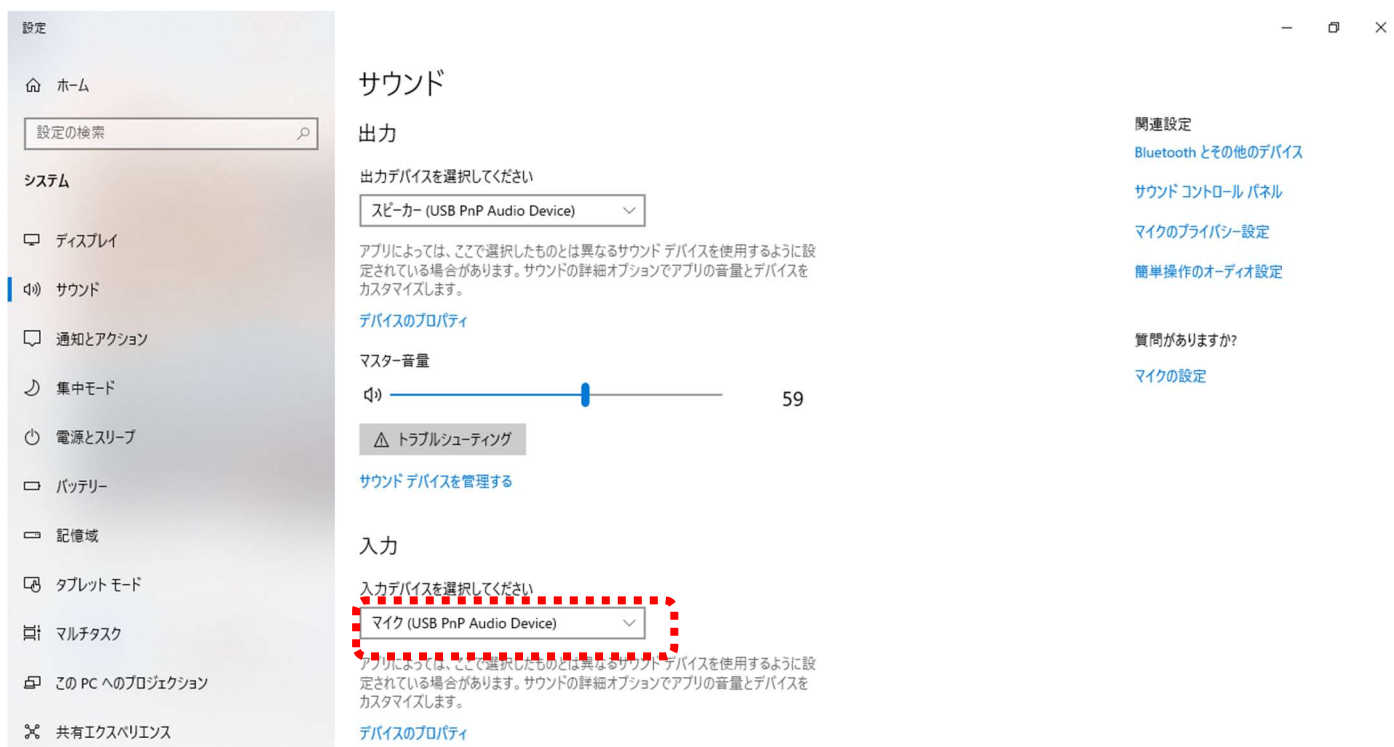 設定
ホーム
設定の検索
システム
ディスプレイ
サウンド
通知とアクション
集中モード
電源とスリープ
バッテリー
記憶域
タブレット モード
マルチタスク
この PC へのプロジェクション
共有エクスペリエンス
サウンド
出力
出力デバイスを選択してください
スピーカー (USB PnP Audio Device)
アプリによっては、ここで選択したものとは異なるサウンド デバイスを使用するように設
定されている場合があります。サウンドの詳細オプションでアプリの音量とデバイスを
カスタマイズします。
デバイスのプロパティ
マスター音量
59
トラブルシューティング
サウンド デバイスを管理する
入力
入力デバイスを選択してください
マイク (USB PnP Audio Device)
アプリによっては、ここで選択したものとは異なるサウンド デバイスを使用するように設
定されている場合があります。サウンドの詳細オプションでアプリの音量とデバイスを
カスタマイズします。
デバイスのプロパティ
関連設定
Bluetooth とその他のデバイス
サウンド コントロール パネル
マイクのプライバシー設定
簡単操作のオーディオ設定
質問がありますか?
マイクの設定